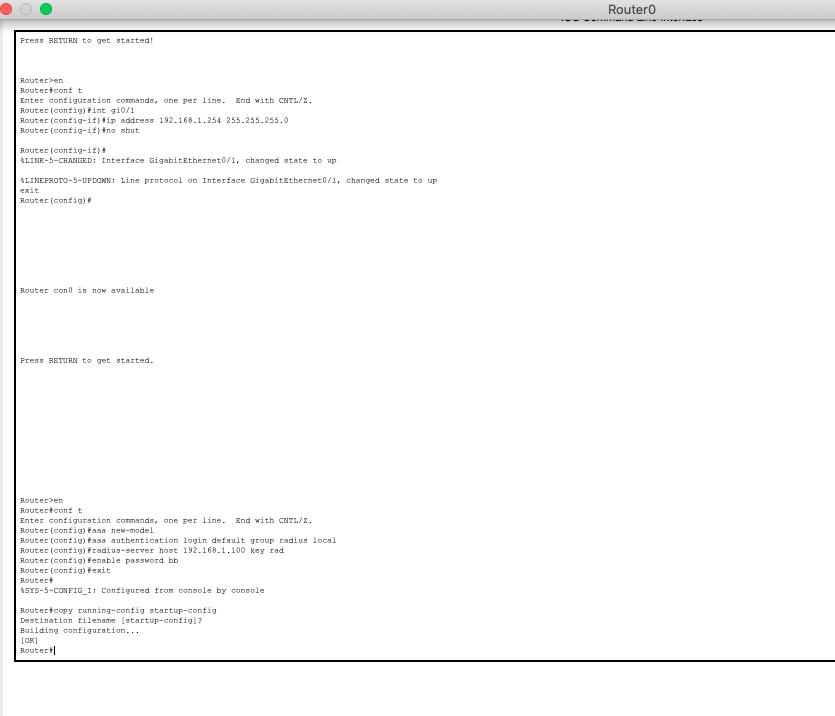 Router0
Press RETURN to get started!
Router>en
Router#conf t
Enter configuration commands, one per line.  End with CNTL/Z.
Router(config)#int gi0/1
Router(config-if)#ip address 192.168.1.254 255.255.255.0
Router(config-if)#no shut
Router(config-if)#
%LINK-5-CHANGED: Interface GigabitEthernet0/1, changed state to up
%LINEPROTO-5-UPDOWN: Line protocol on Interface GigabitEthernet0/1, changed state to up
exit
Router(config)#
Router con0 is now available
Press RETURN to get started.
Router>en
Router#conf t
Enter configuration commands, one per line.  End with CNTL/Z.
Router(config)#aaa new-model
Router(config)#aaa authentication login default group radius local
Router(config)#radius-server host 192.168.1.100 key rad
Router(config)#enable password bb
Router(config)#exit
Router#
%SYS-5-CONFIG_I: Configured from console by console
Router#copy running-config startup-config
Destination filename [startup-config]?
Building configuration...
[OK]
Router#